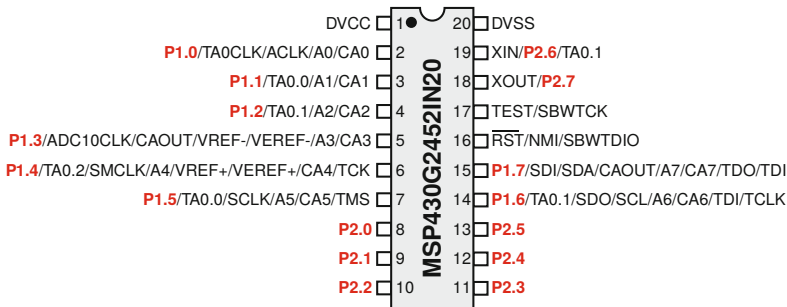 DVCC 1 20 DVSS
P1.0/TA0CLK/ACLK/A0/CA0 2 19 XIN/P2.6/TA0.1
P1.1/TA0.0/A1/CA1 3 18 XOUT/P2.7
P1.2/TA0.1/A2/CA2 4 17 TEST/SBWTCK
P1.3/ADC10CLK/CAOUT/VREF-/VEREF-/A3/CA3 5 16 RST/NMI/SBWTDIO
P1.4/TA0.2/SMCLK/A4/VREF+/VEREF+/CA4/TCK 6 15 P1.7/SDI/SDA/CAOUT/A7/CA7/TDO/TDI
P1.5/TA0.0/SCLK/A5/CA5/TMS 7 14 P1.6/TA0.1/SDO/SCL/A6/CA6/TDI/TCLK
P2.0 8 13 P2.5
P2.1 9 12 P2.4
P2.2 10 11 P2.3
MSP430G2452IN20